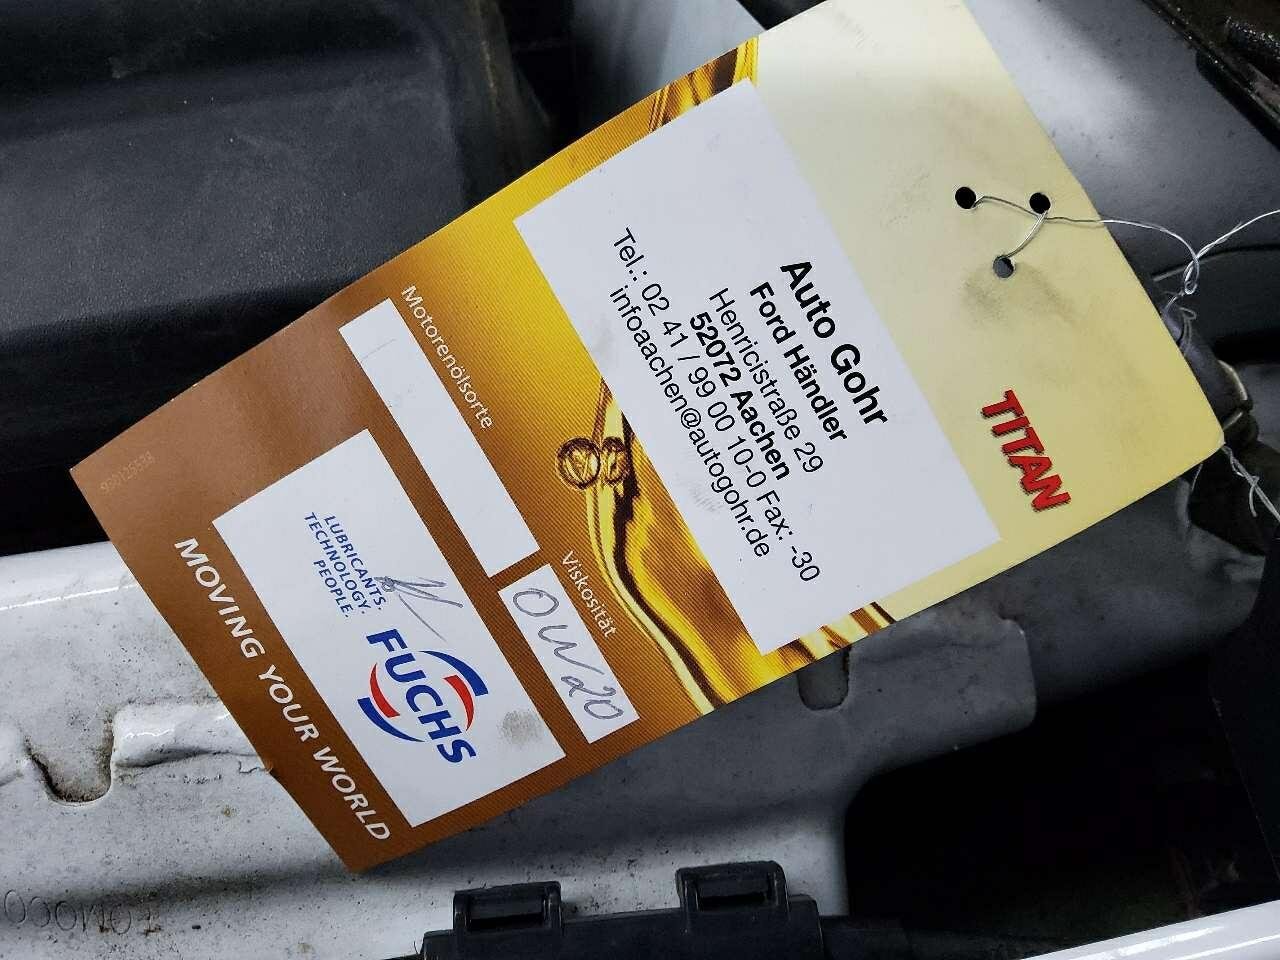 TITAN
Auto Gohr
Ford Händler
Henricistraße 29
52072 Aachen
Tel.: 02 41 / 99 00 10-0 Fax: -30
infoaachen@autogohr.de
Motorenölsorte
Viskosität
0W20
FUCHS
LUBRICANTS.
TECHNOLOGY.
PEOPLE.
MOVING YOUR WORLD